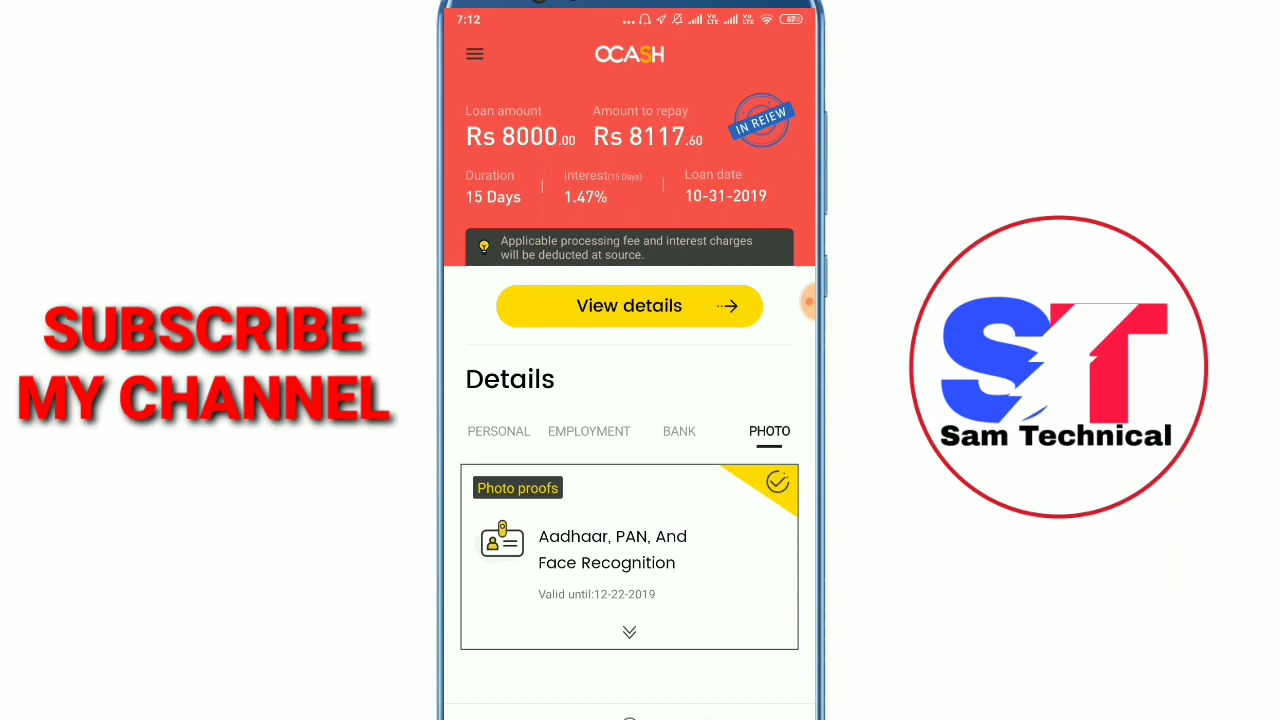 7:12
67
OCASH
Loan amount
Amount to repay
Rs 8000.00
Rs 8117.60
IN REIEW
Duration
Interest(15 Days)
Loan date
15 Days
1.47%
10-31-2019
Applicable processing fee and interest charges
will be deducted at source.
View details
Details
PERSONAL
EMPLOYMENT
BANK
PHOTO
Photo proofs
Aadhaar, PAN, And
Face Recognition
Valid until:12-22-2019
SUBSCRIBE
MY CHANNEL
ST
Sam Technical